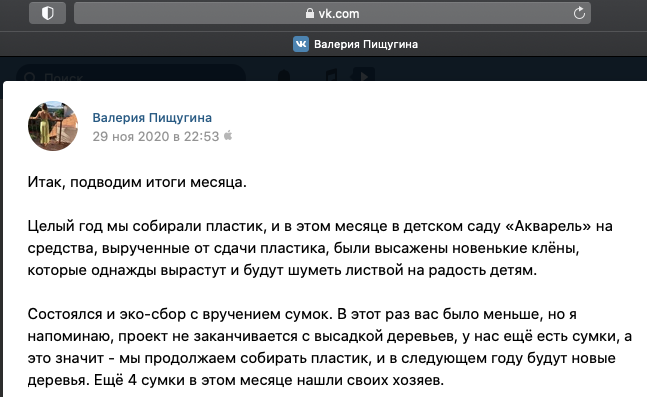 vk.com
Валерия Пищугина
Поиск
Валерия Пищугина
29 ноя 2020 в 22:53
Итак, подводим итоги месяца.
Целый год мы собирали пластик, и в этом месяце в детском саду «Акварель» на
средства, вырученные от сдачи пластика, были высажены новенькие клёны,
которые однажды вырастут и будут шуметь листвой на радость детям.
Состоялся и эко-сбор с вручением сумок. В этот раз вас было меньше, но я
напоминаю, проект не заканчивается с высадкой деревьев, у нас ещё есть сумки, а
это значит - мы продолжаем собирать пластик, и в следующем году будут новые
деревья. Ещё 4 сумки в этом месяце нашли своих хозяев.